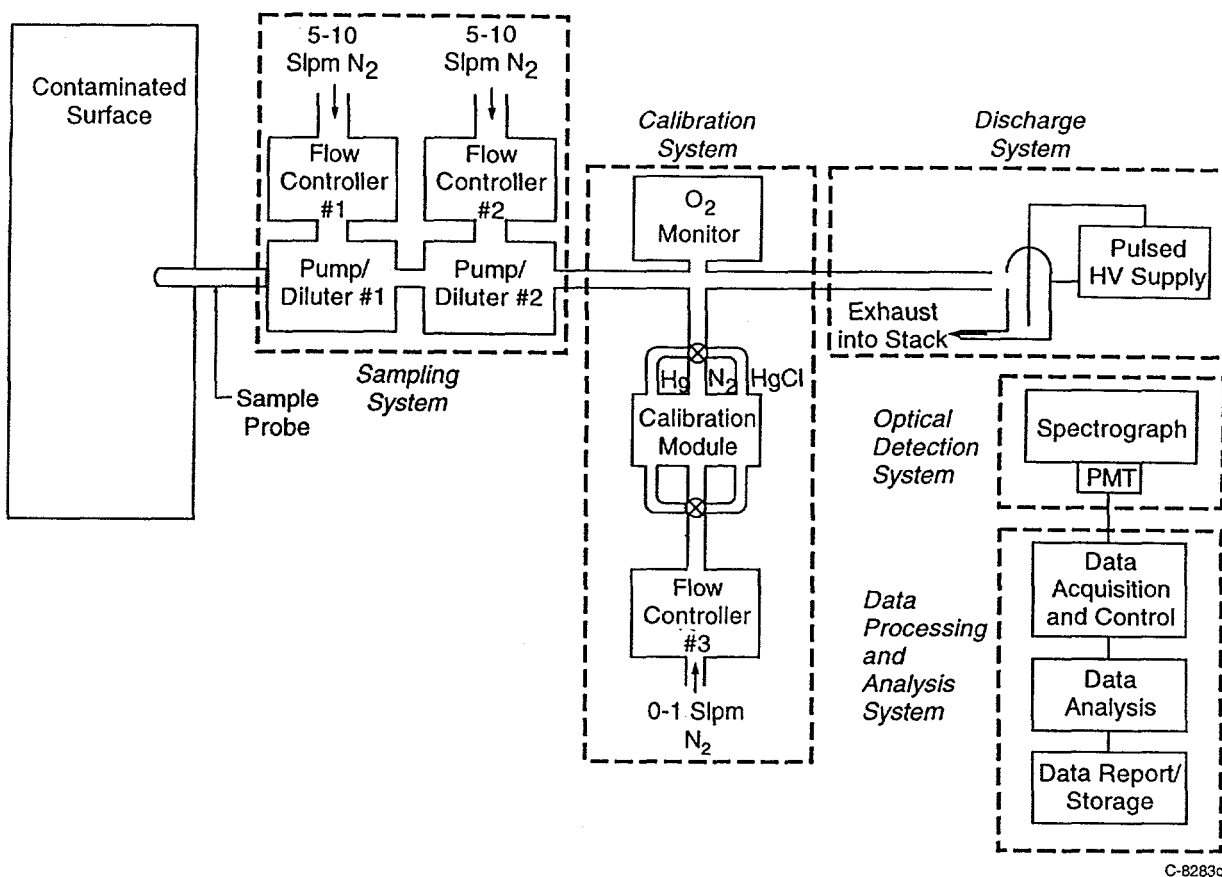 Contaminated
Surface
5-10
Slpm N2
5-10
Slpm N2
Flow
Controller
#1
Flow
Controller
#2
Pump/
Diluter #1
Pump/
Diluter #2
Sampling
System
Sample
Probe
Calibration
System
O2
Monitor
Hg
N2
HgCl
Calibration
Module
Flow
Controller
#3
0-1 Slpm
N2
Discharge
System
Pulsed
HV Supply
Exhaust
into Stack
Optical
Detection
System
Spectrograph
PMT
Data
Processing
and
Analysis
System
Data
Acquisition
and Control
Data
Analysis
Data Report/
Storage
C-8283c